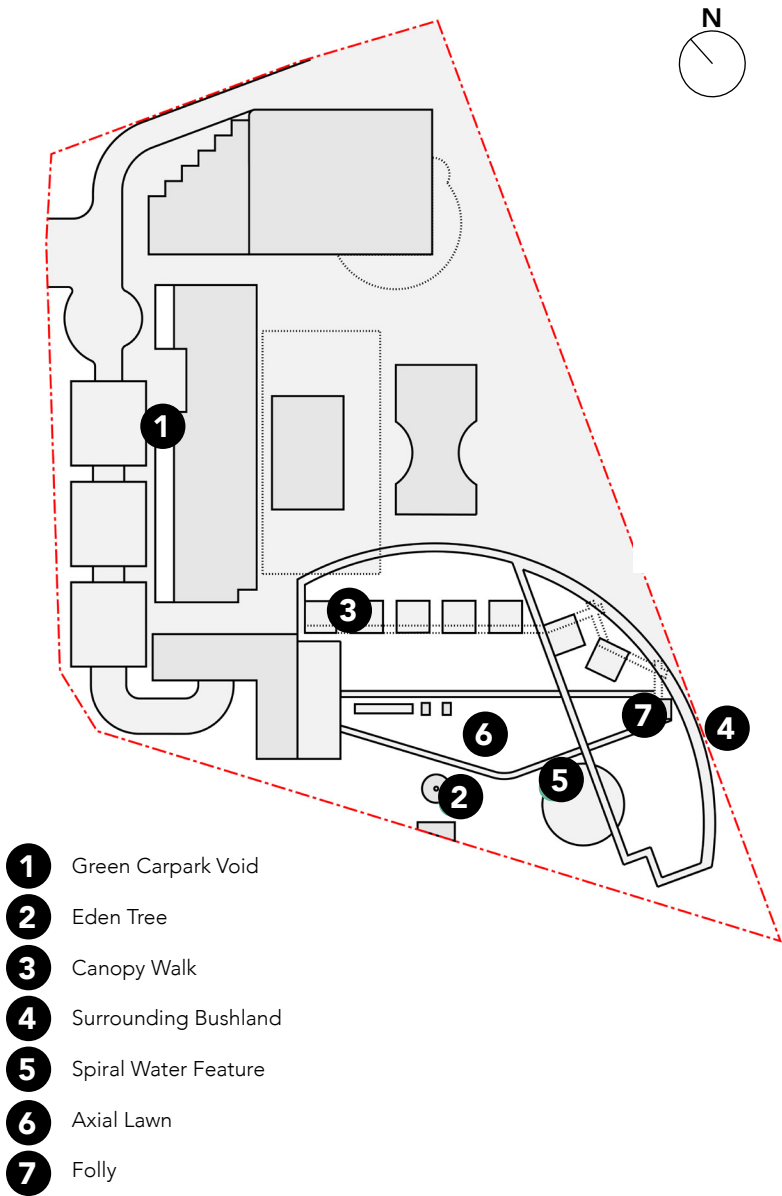 N
1
3
7
4
6
5
2
1 Green Carpark Void
2 Eden Tree
3 Canopy Walk
4 Surrounding Bushland
5 Spiral Water Feature
6 Axial Lawn
7 Folly